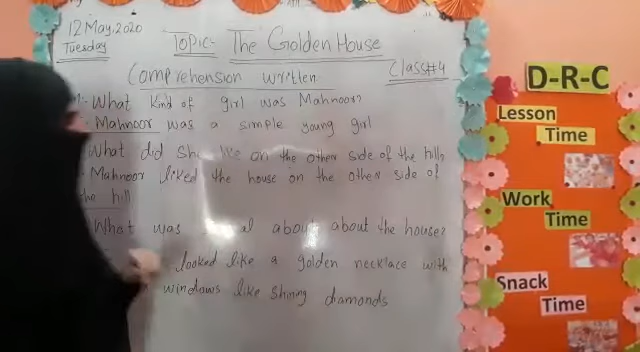 12 May, 2020
Tuesday
Topic- The Golden House
Comprehension written
Class#4
What kind of girl was Mahnoor?
Mahnoor was a simple young girl
What did she like on the other side of the hill?
Mahnoor liked the house on the other side of
the hill
What was about about the house?
looked like a golden necklace with
windows like shining diamonds
D-R-C
Lesson
Time
Work
Time
Snack
Time